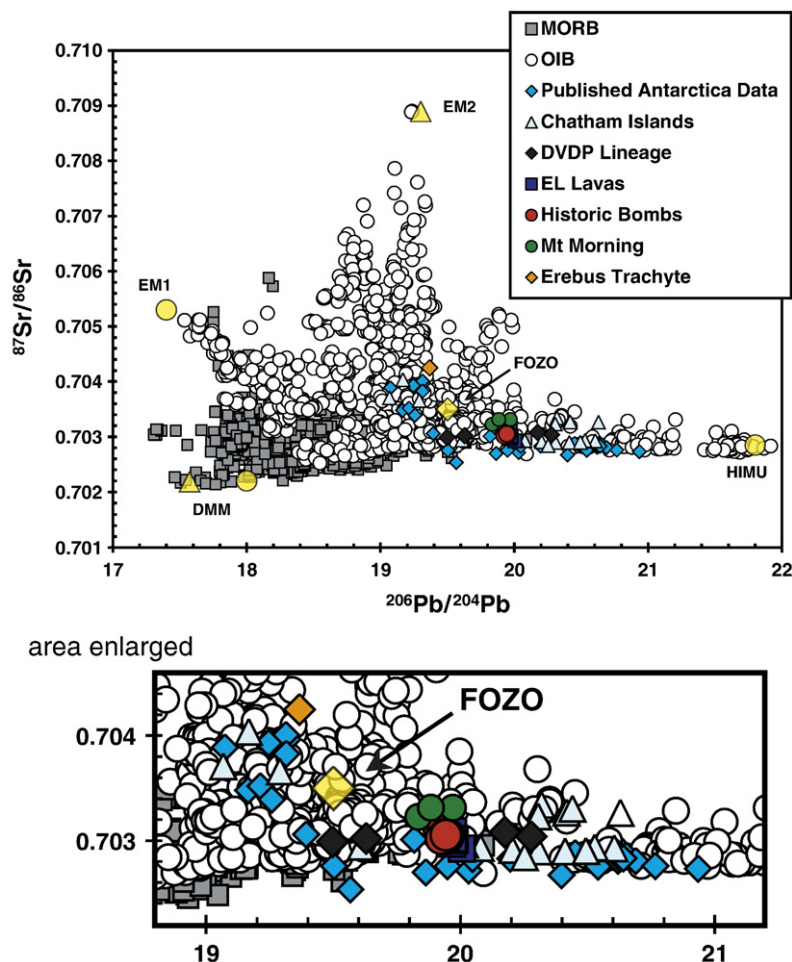 MORB
OIB
Published Antarctica Data
Chatham Islands
DVDP Lineage
EL Lavas
Historic Bombs
Mt Morning
Erebus Trachyte
0.710
0.709
0.708
0.707
0.706
0.705
0.704
0.703
0.702
0.701
⁸⁷Sr/⁸⁶Sr
EM2
EM1
FOZO
HIMU
DMM
17 18 19 20 21 22
²⁰⁶Pb/²⁰⁴Pb
area enlarged
FOZO
0.704
0.703
19 20 21